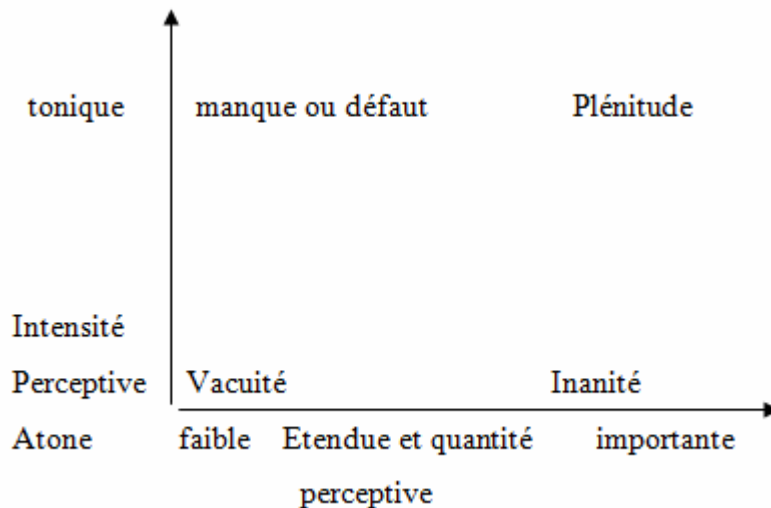 tonique manque ou défaut Plénitude
Intensité
Perceptive Vacuité Inanité
Atone faible Etendue et quantité importante
perceptive